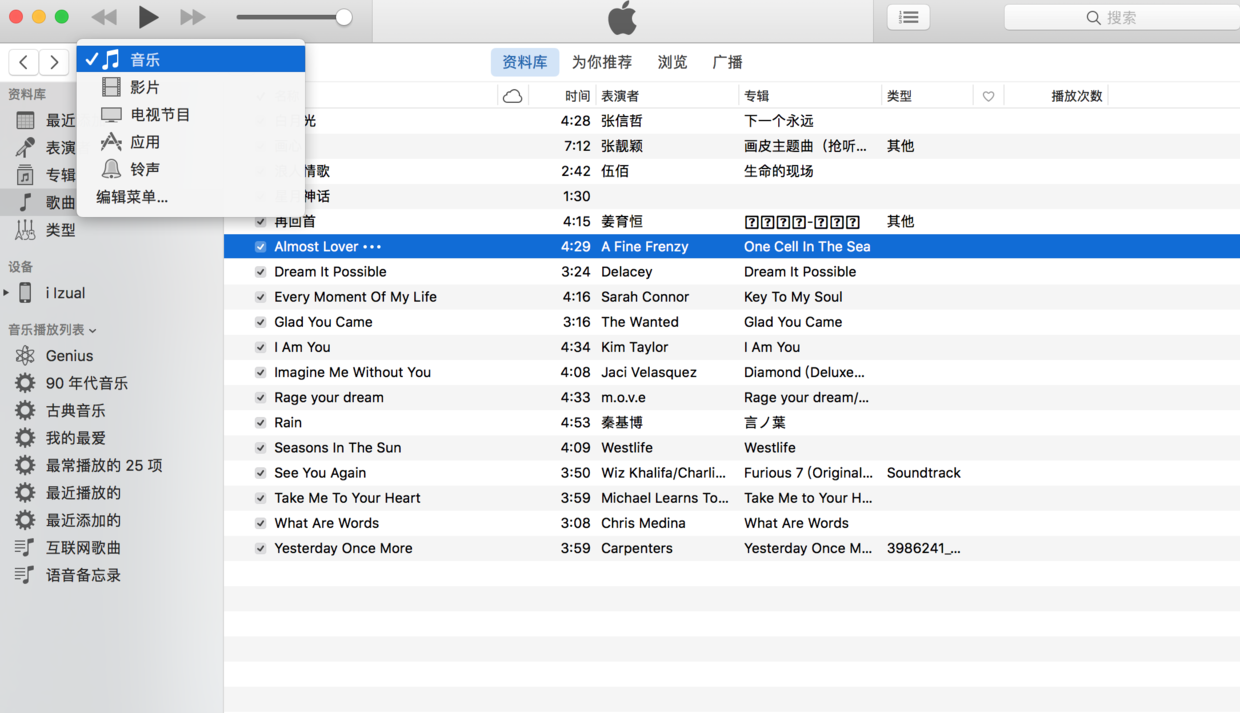 搜索
音乐
影片
电视节目
应用
铃声
编辑菜单...
资料库 为你推荐 浏览 广播
资料库
最近
表演
专辑
歌曲
类型
设备
i Izual
音乐播放列表
Genius
90 年代音乐
古典音乐
我的最爱
最常播放的 25 项
最近播放的
最近添加的
互联网歌曲
语音备忘录
时间 表演者 专辑 类型 播放次数
光 4:28 张信哲 下一个永远
7:12 张靓颖 画皮主题曲（抢听... 其他
情歌 2:42 伍佰 生命的现场
神话 1:30
再回首 4:15 姜育恒 其他
Almost Lover ••• 4:29 A Fine Frenzy One Cell In The Sea
Dream It Possible 3:24 Delacey Dream It Possible
Every Moment Of My Life 4:16 Sarah Connor Key To My Soul
Glad You Came 3:16 The Wanted Glad You Came
I Am You 4:34 Kim Taylor I Am You
Imagine Me Without You 4:08 Jaci Velasquez Diamond (Deluxe...
Rage your dream 4:33 m.o.v.e Rage your dream/...
Rain 4:53 秦基博 言ノ葉
Seasons In The Sun 4:09 Westlife Westlife
See You Again 3:50 Wiz Khalifa/Charli... Furious 7 (Original... Soundtrack
Take Me To Your Heart 3:59 Michael Learns To... Take Me to Your H...
What Are Words 3:08 Chris Medina What Are Words
Yesterday Once More 3:59 Carpenters Yesterday Once M... 3986241_...